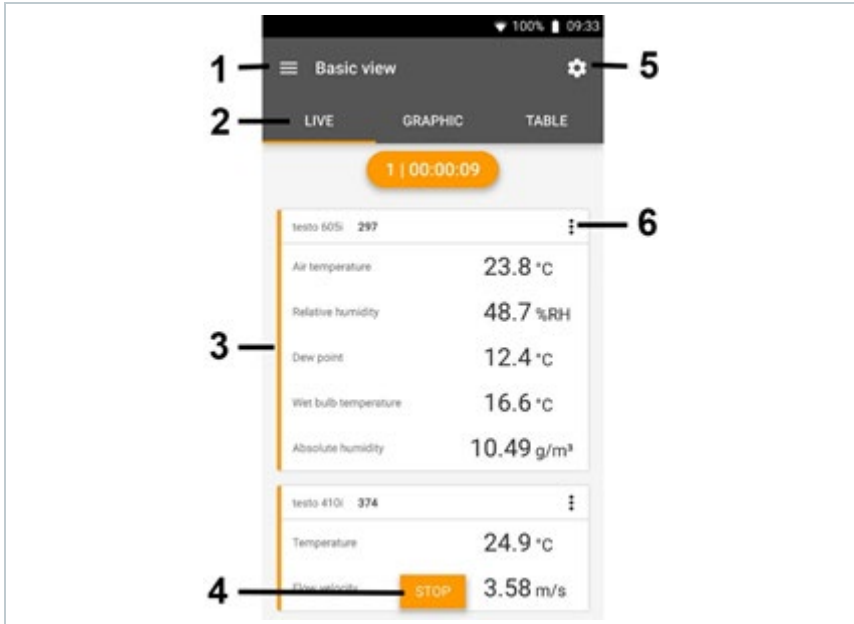 100% 09:33
1 Basic view 5
2 LIVE GRAPHIC TABLE
1 | 00:00:09
testo 605i 297 6
Air temperature 23.8 °C
Relative humidity 48.7 %RH
3
Dew point 12.4 °C
Wet bulb temperature 16.6 °C
Absolute humidity 10.49 g/m³
testo 410i 374
Temperature 24.9 °C
4 Flow velocity STOP 3.58 m/s